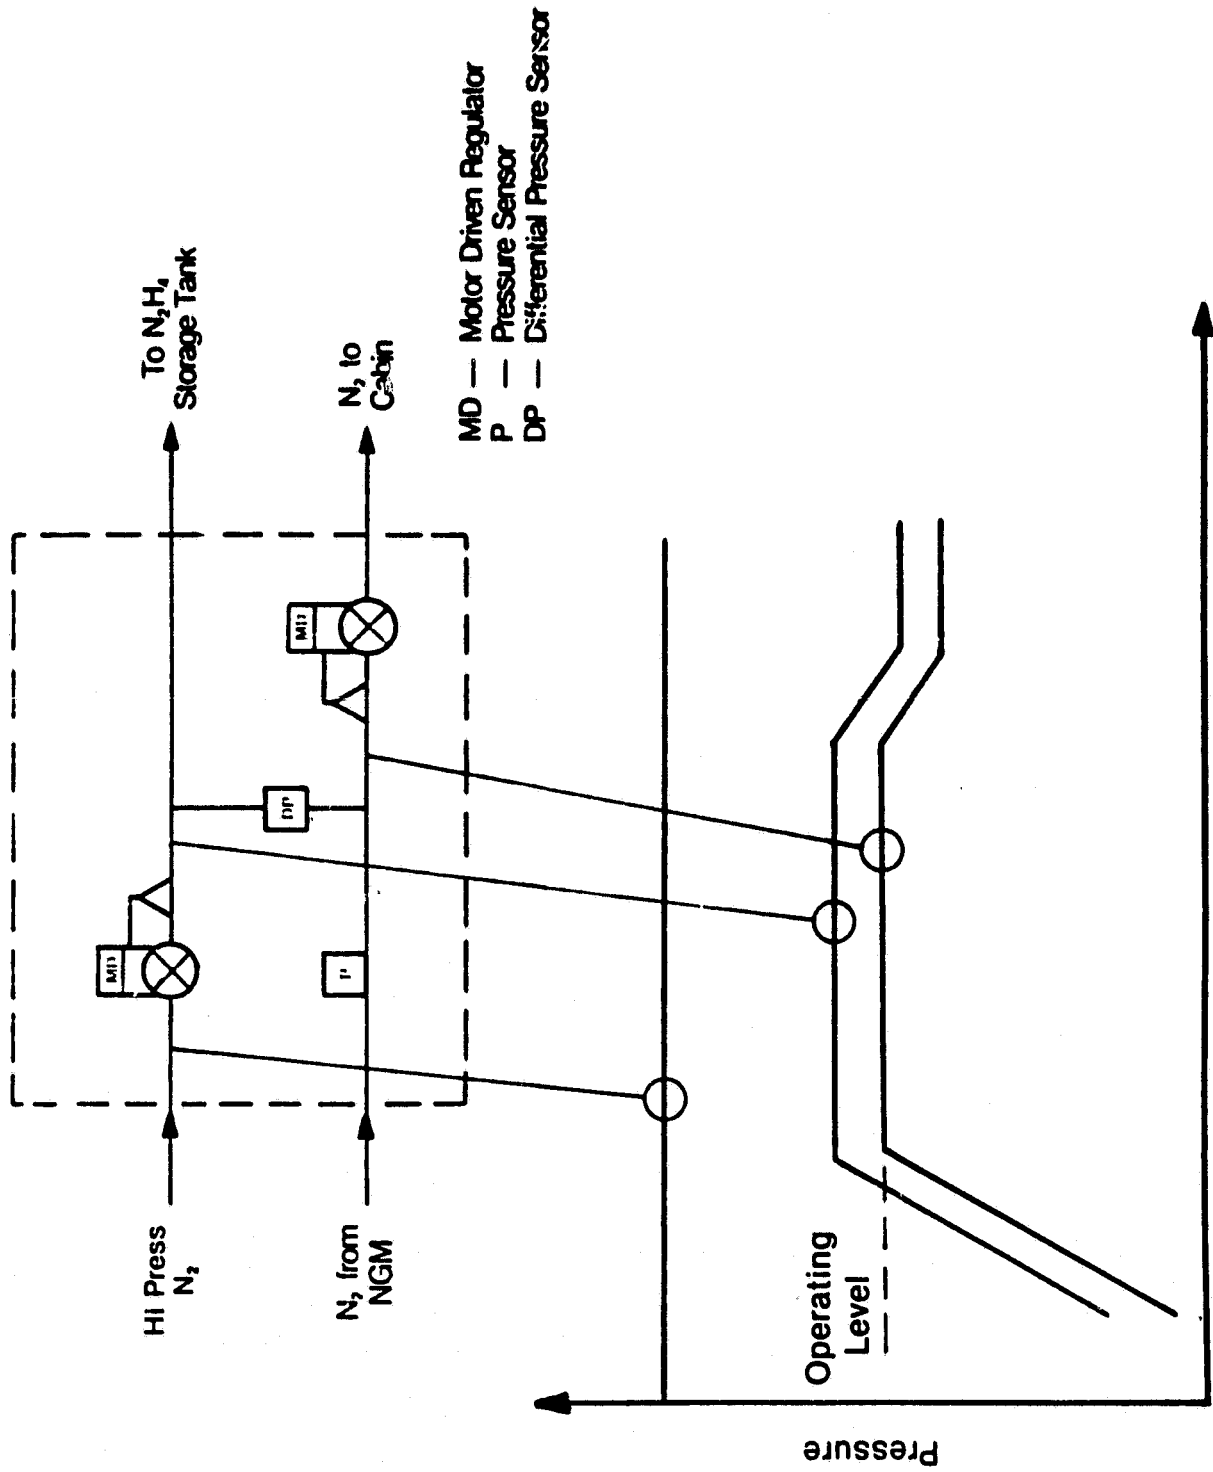 To N₂H₄
Storage Tank
N₂ to
Cabin
MD — Motor Driven Regulator
P — Pressure Sensor
DP — Differential Pressure Sensor
MD
MD
DP
P
Hi Press
N₂
N₂ from
NGM
Operating
Level
Pressure